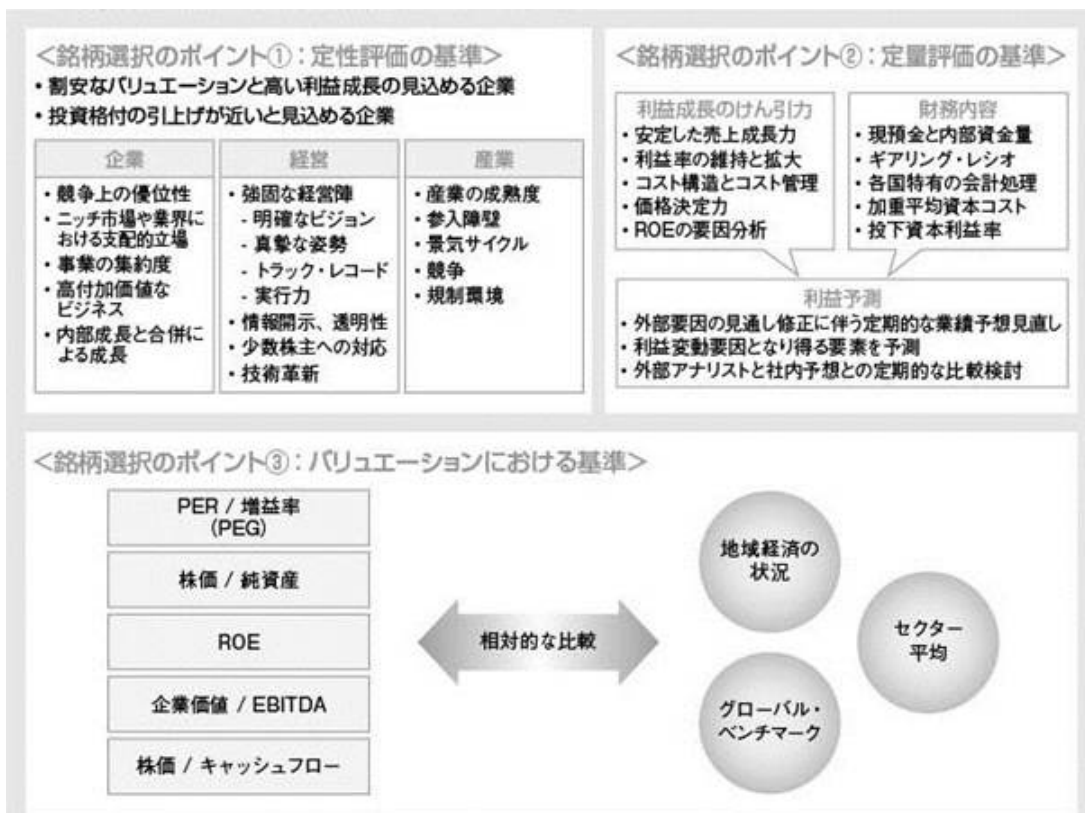 <銘柄選択のポイント①：定性評価の基準>
・割安なバリュエーションと高い利益成長の見込める企業
・投資格付の引上げが近いと見込める企業
企業
・競争上の優位性
・ニッチ市場や業界に
おける支配的立場
・事業の集約度
・高付加価値な
ビジネス
・内部成長と合併に
よる成長
経営
・強固な経営陣
- 明確なビジョン
- 真摯な姿勢
- トラック・レコード
- 実行力
・情報開示、透明性
・少数株主への対応
・技術革新
産業
・産業の成熟度
・参入障壁
・景気サイクル
・競争
・規制環境
<銘柄選択のポイント②：定量評価の基準>
利益成長のけん引力
・安定した売上成長力
・利益率の維持と拡大
・コスト構造とコスト管理
・価格決定力
・ROEの要因分析
財務内容
・現預金と内部資金量
・ギアリング・レシオ
・各国特有の会計処理
・加重平均資本コスト
・投下資本利益率
利益予測
・外部要因の見通し修正に伴う定期的な業績予想見直し
・利益変動要因となり得る要素を予測
・外部アナリストと社内予想との定期的な比較検討
<銘柄選択のポイント③：バリュエーションにおける基準>
PER / 増益率
(PEG)
株価 / 純資産
ROE
企業価値 / EBITDA
株価 / キャッシュフロー
相対的な比較
地域経済の
状況
セクター
平均
グローバル・
ベンチマーク